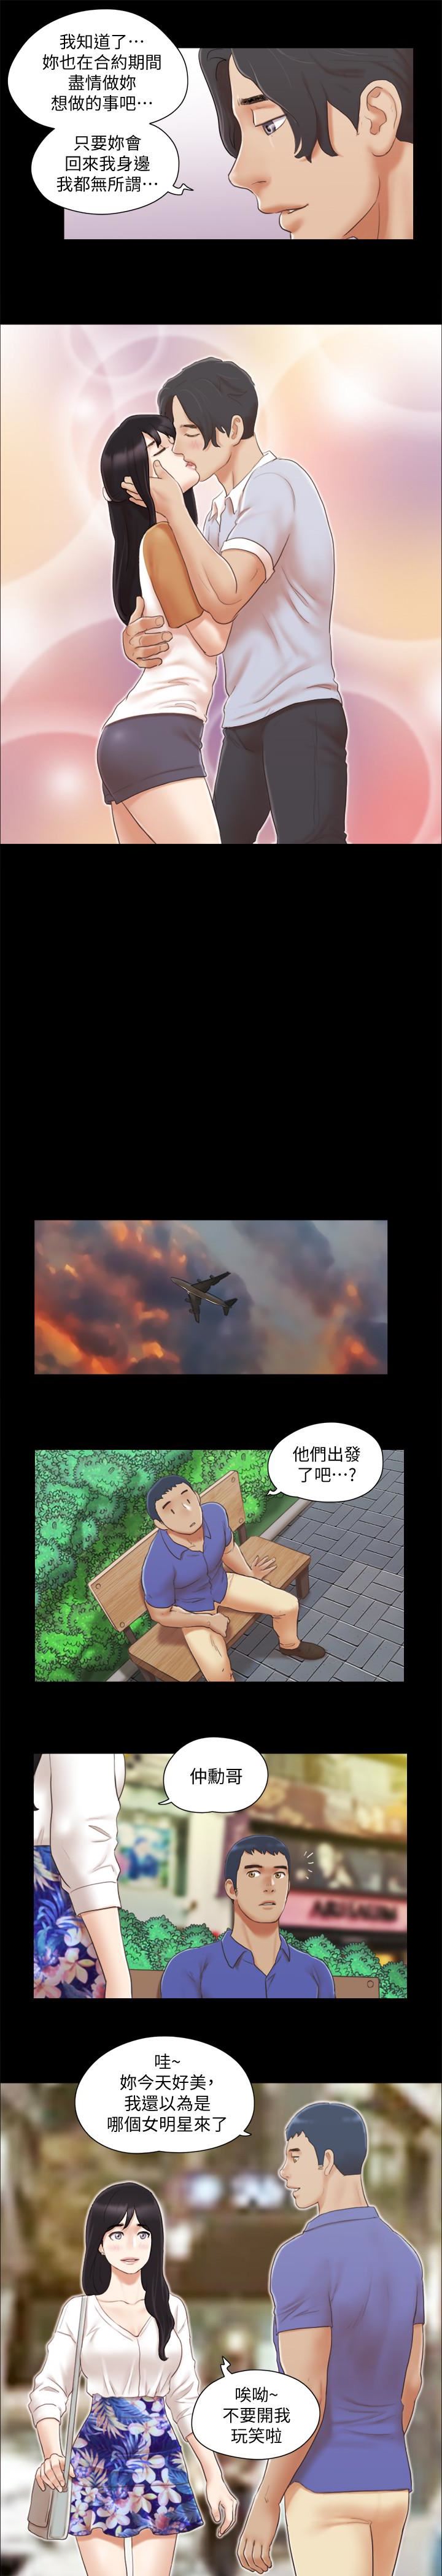 我知道了⋯
妳也在合約期間
盡情做妳
想做的事吧⋯
只要妳會
回來我身邊
我都無所謂⋯
他們出發
了吧⋯?
仲勳哥
哇~
妳今天好美,
我還以為是
哪個女明星來了
唉呦~
不要開我
玩笑啦